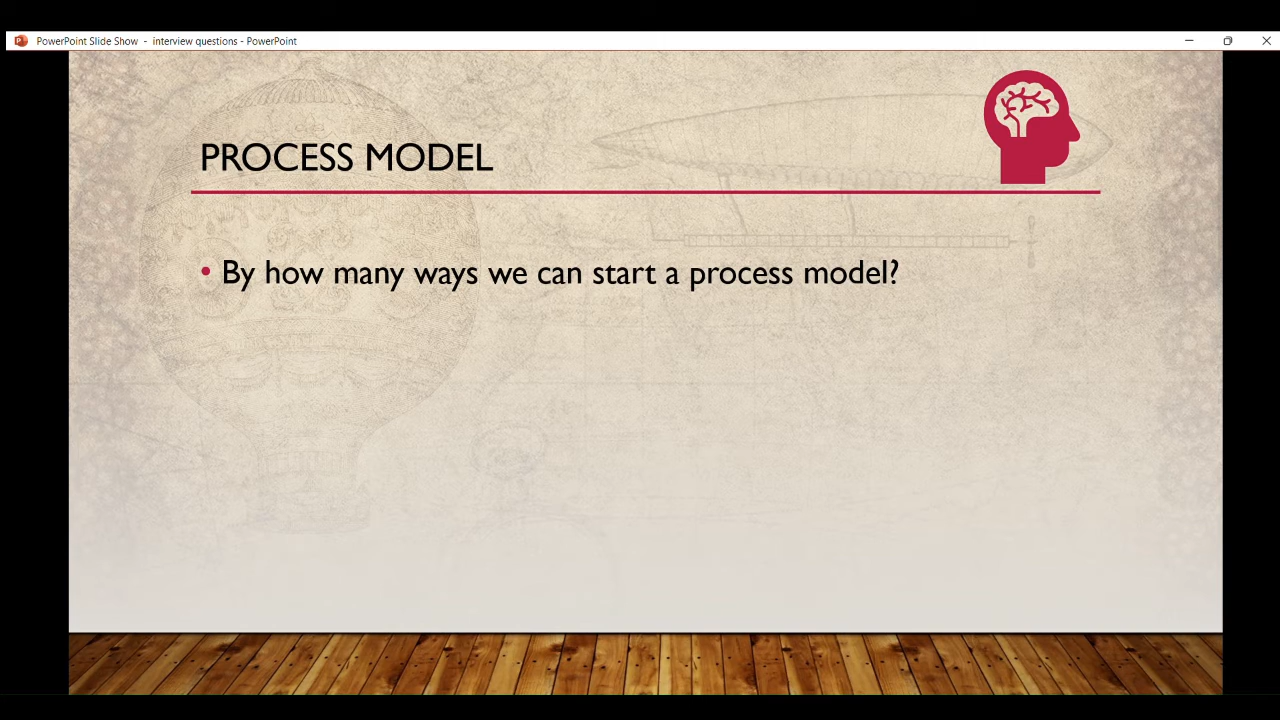 PowerPoint Slide Show - interview questions - PowerPoint
PROCESS MODEL
• By how many ways we can start a process model?